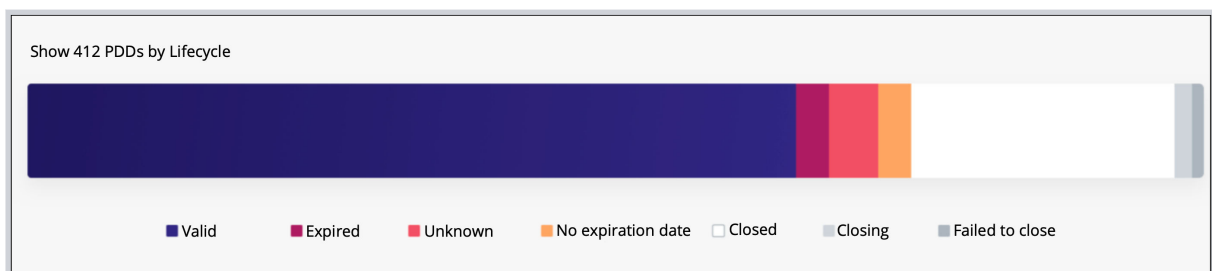 Show 412 PDDs by Lifecycle
Valid Expired Unknown No expiration date Closed Closing Failed to close